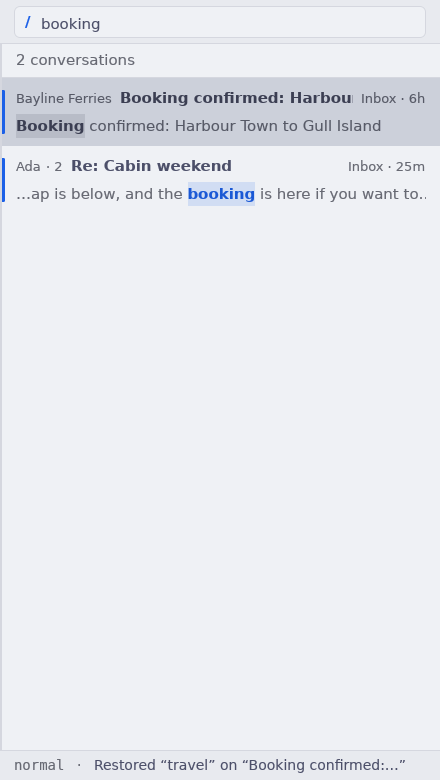 / booking
2 conversations
Bayline Ferries Booking confirmed: Harbou Inbox · 6h
Booking confirmed: Harbour Town to Gull Island
Ada · 2 Re: Cabin weekend Inbox · 25m
…ap is below, and the booking is here if you want to..
normal · Restored “travel” on “Booking confirmed:…”